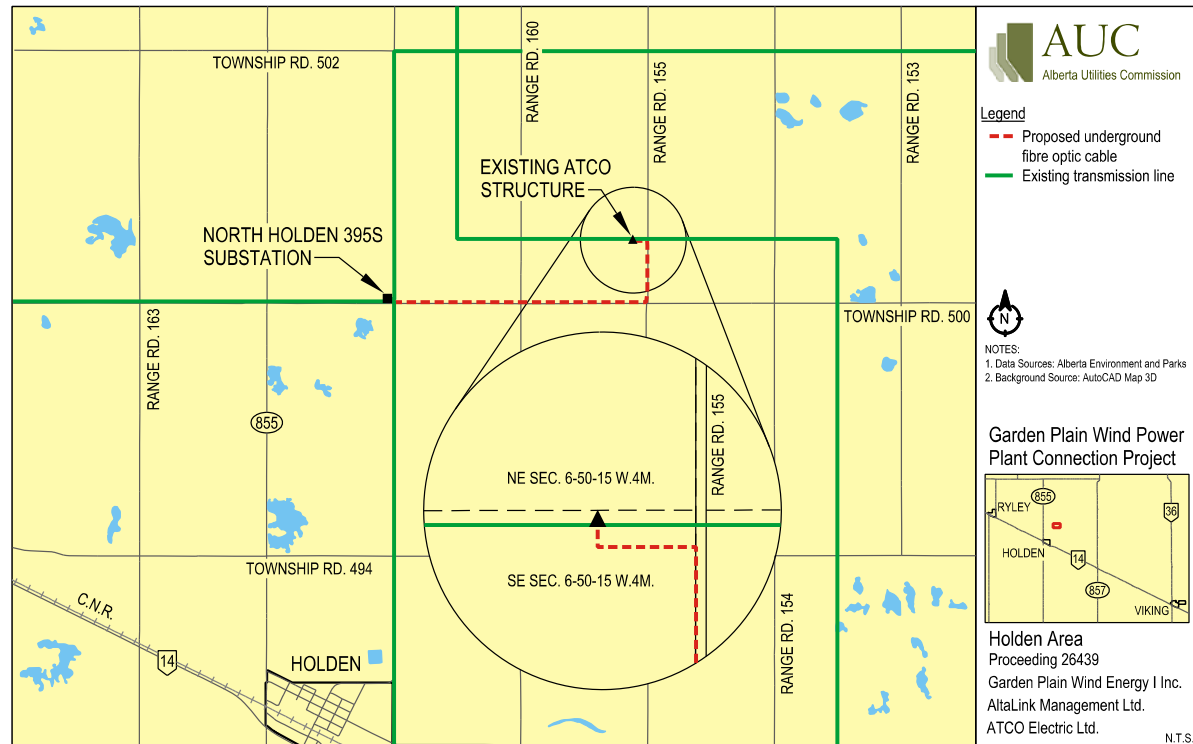 TOWNSHIP RD. 502
RANGE RD. 160
RANGE RD. 155
RANGE RD. 153
EXISTING ATCO
STRUCTURE
NORTH HOLDEN 395S
SUBSTATION
RANGE RD. 163
TOWNSHIP RD. 500
855
RANGE RD. 155
NE SEC. 6-50-15 W.4M.
SE SEC. 6-50-15 W.4M.
TOWNSHIP RD. 494
C.N.R.
14
HOLDEN
RANGE RD. 154
AUC
Alberta Utilities Commission
Legend
Proposed underground
fibre optic cable
Existing transmission line
N
NOTES:
1. Data Sources: Alberta Environment and Parks
2. Background Source: AutoCAD Map 3D
Garden Plain Wind Power
Plant Connection Project
855
RYLEY
36
HOLDEN
14
857
VIKING
Holden Area
Proceeding 26439
Garden Plain Wind Energy I Inc.
AltaLink Management Ltd.
ATCO Electric Ltd.
N.T.S.